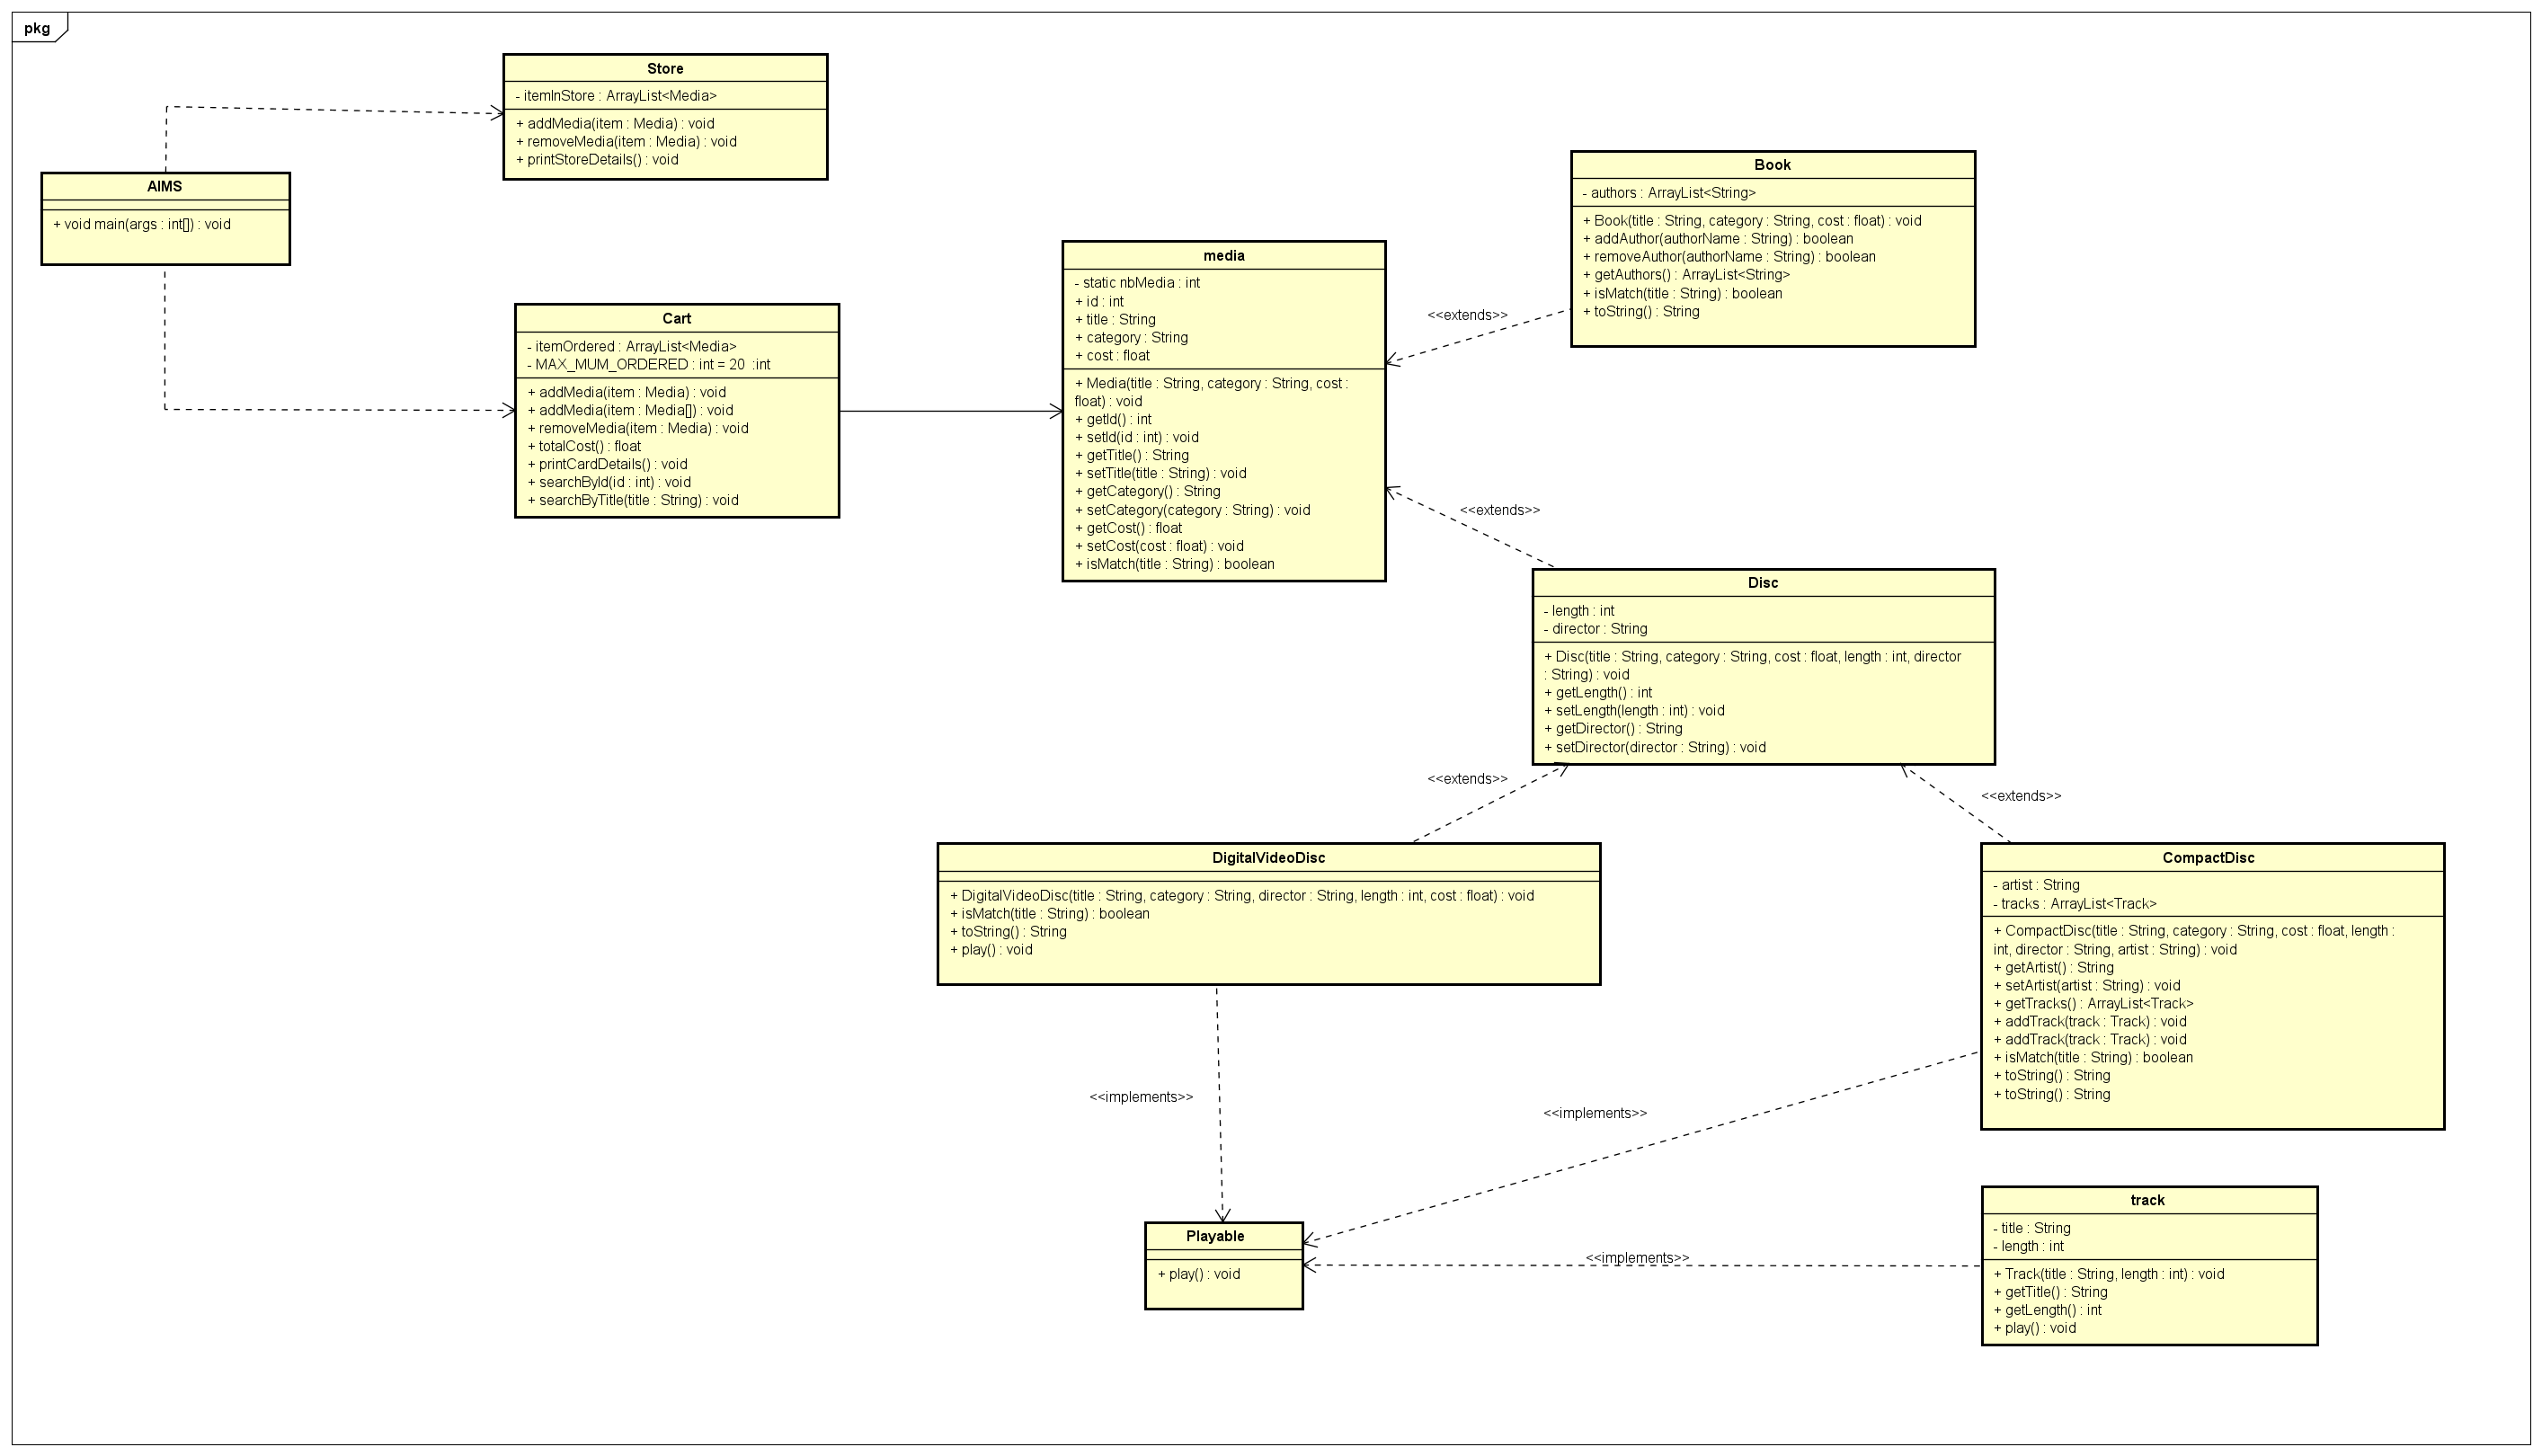 pkg
Store
- itemInStore : ArrayList<Media>
+ addMedia(item : Media) : void
+ removeMedia(item : Media) : void
+ printStoreDetails() : void
AIMS
+ void main(args : int[]) : void
Cart
- itemOrdered : ArrayList<Media>
- MAX_MUM_ORDERED : int = 20  :int
+ addMedia(item : Media) : void
+ addMedia(item : Media[]) : void
+ removeMedia(item : Media) : void
+ totalCost() : float
+ printCardDetails() : void
+ searchById(id : int) : void
+ searchByTitle(title : String) : void
media
- static nbMedia : int
+ id : int
+ title : String
+ category : String
+ cost : float
+ Media(title : String, category : String, cost :
float) : void
+ getId() : int
+ setId(id : int) : void
+ getTitle() : String
+ setTitle(title : String) : void
+ getCategory() : String
+ setCategory(category : String) : void
+ getCost() : float
+ setCost(cost : float) : void
+ isMatch(title : String) : boolean
Book
- authors : ArrayList<String>
+ Book(title : String, category : String, cost : float) : void
+ addAuthor(authorName : String) : boolean
+ removeAuthor(authorName : String) : boolean
+ getAuthors() : ArrayList<String>
+ isMatch(title : String) : boolean
+ toString() : String
<<extends>>
<<extends>>
Disc
- length : int
- director : String
+ Disc(title : String, category : String, cost : float, length : int, director
: String) : void
+ getLength() : int
+ setLength(length : int) : void
+ getDirector() : String
+ setDirector(director : String) : void
<<extends>>
<<extends>>
DigitalVideoDisc
+ DigitalVideoDisc(title : String, category : String, director : String, length : int, cost : float) : void
+ isMatch(title : String) : boolean
+ toString() : String
+ play() : void
CompactDisc
- artist : String
- tracks : ArrayList<Track>
+ CompactDisc(title : String, category : String, cost : float, length :
int, director : String, artist : String) : void
+ getArtist() : String
+ setArtist(artist : String) : void
+ getTracks() : ArrayList<Track>
+ addTrack(track : Track) : void
+ addTrack(track : Track) : void
+ isMatch(title : String) : boolean
+ toString() : String
+ toString() : String
<<implements>>
<<implements>>
<<implements>>
Playable
+ play() : void
track
- title : String
- length : int
+ Track(title : String, length : int) : void
+ getTitle() : String
+ getLength() : int
+ play() : void